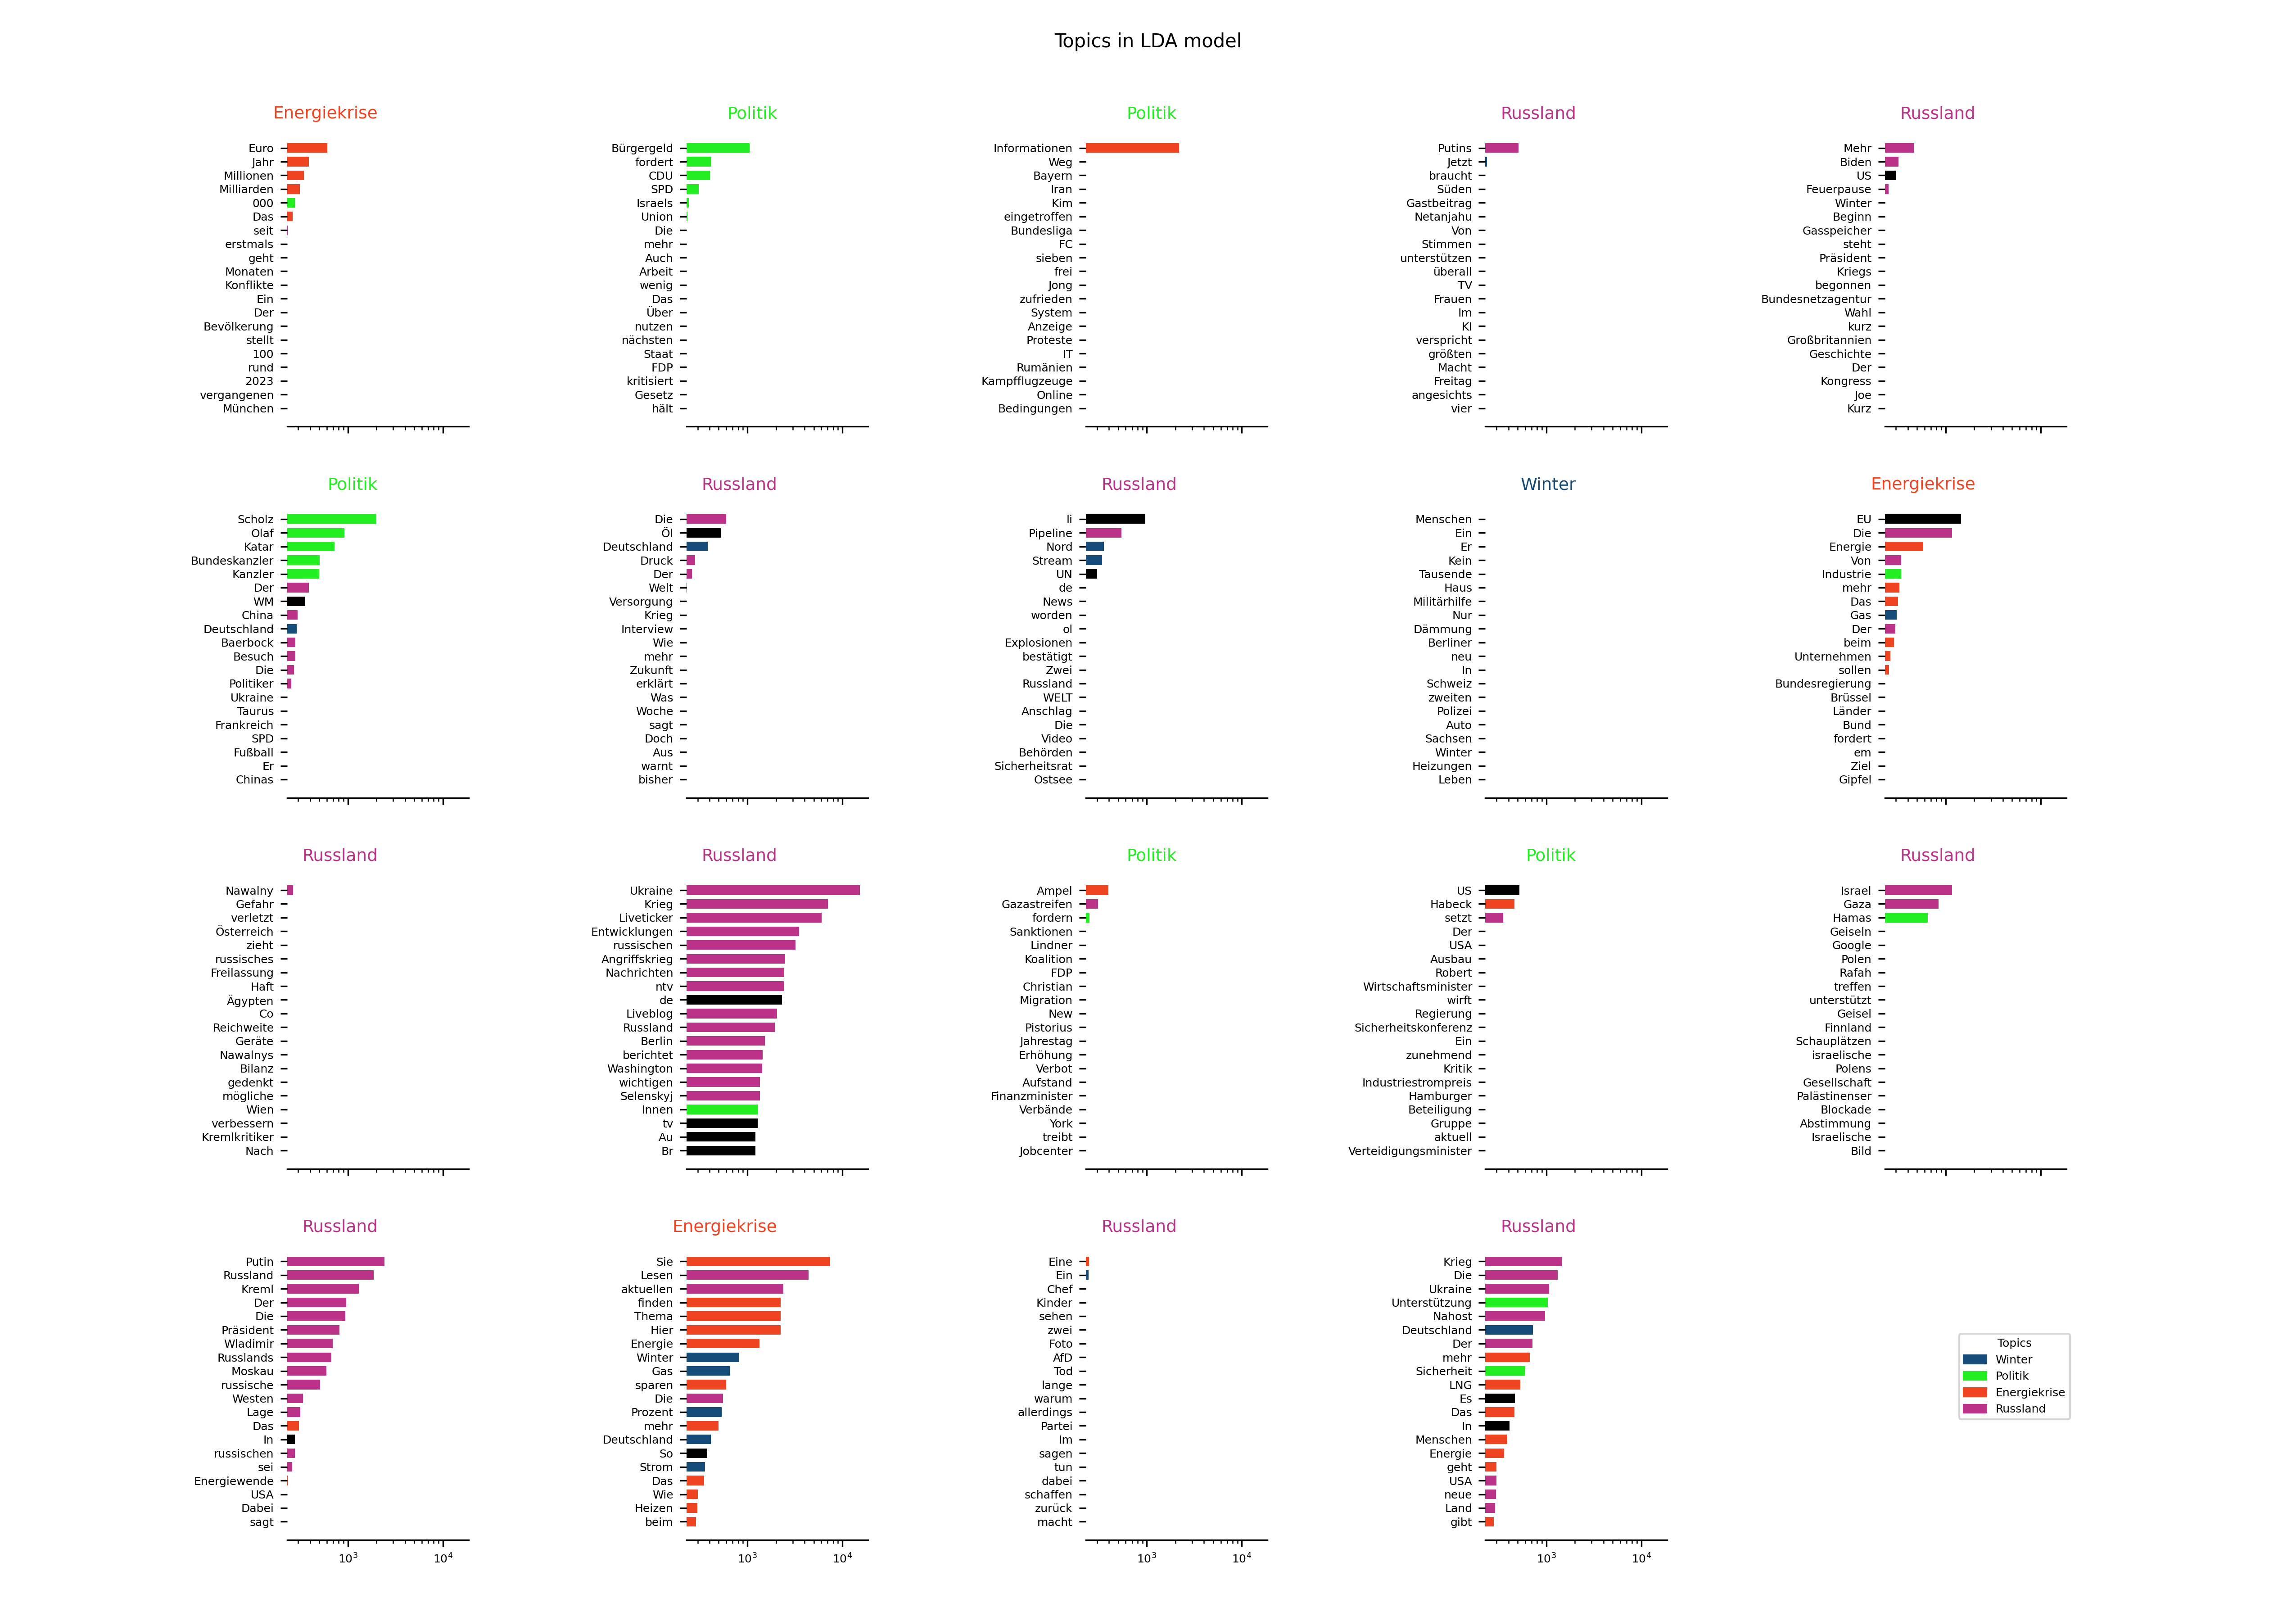 Topics in LDA model
Energiekrise
Euro
Jahr
Millionen
Milliarden
000
Das
seit
erstmals
geht
Monaten
Konflikte
Ein
Der
Bevölkerung
stellt
100
rund
2023
vergangenen
München
Politik
Bürgergeld
fordert
CDU
SPD
Israels
Union
Die
mehr
Auch
Arbeit
wenig
Das
Über
nutzen
nächsten
Staat
FDP
kritisiert
Gesetz
hält
Politik
Informationen
Weg
Bayern
Iran
Kim
eingetroffen
Bundesliga
FC
sieben
frei
Jong
zufrieden
System
Anzeige
Proteste
IT
Rumänien
Kampfflugzeuge
Online
Bedingungen
Russland
Putins
Jetzt
braucht
Süden
Gastbeitrag
Netanjahu
Von
Stimmen
unterstützen
überall
TV
Frauen
Im
KI
verspricht
größten
Macht
Freitag
angesichts
vier
Russland
Mehr
Biden
US
Feuerpause
Winter
Beginn
Gasspeicher
steht
Präsident
Kriegs
begonnen
Bundesnetzagentur
Wahl
kurz
Großbritannien
Geschichte
Der
Kongress
Joe
Kurz
Politik
Scholz
Olaf
Katar
Bundeskanzler
Kanzler
Der
WM
China
Deutschland
Baerbock
Besuch
Die
Politiker
Ukraine
Taurus
Frankreich
SPD
Fußball
Er
Chinas
Russland
Die
Öl
Deutschland
Druck
Der
Welt
Versorgung
Krieg
Interview
Wie
mehr
Zukunft
erklärt
Was
Woche
sagt
Doch
Aus
warnt
bisher
Russland
li
Pipeline
Nord
Stream
UN
de
News
worden
ol
Explosionen
bestätigt
Zwei
Russland
WELT
Anschlag
Die
Video
Behörden
Sicherheitsrat
Ostsee
Winter
Menschen
Ein
Er
Kein
Tausende
Haus
Militärhilfe
Nur
Dämmung
Berliner
neu
In
Schweiz
zweiten
Polizei
Auto
Sachsen
Winter
Heizungen
Leben
Energiekrise
EU
Die
Energie
Von
Industrie
mehr
Das
Gas
Der
beim
Unternehmen
sollen
Bundesregierung
Brüssel
Länder
Bund
fordert
em
Ziel
Gipfel
Russland
Nawalny
Gefahr
verletzt
Österreich
zieht
russisches
Freilassung
Haft
Ägypten
Co
Reichweite
Geräte
Nawalnys
Bilanz
gedenkt
mögliche
Wien
verbessern
Kremlkritiker
Nach
Russland
Ukraine
Krieg
Liveticker
Entwicklungen
russischen
Angriffskrieg
Nachrichten
ntv
de
Liveblog
Russland
Berlin
berichtet
Washington
wichtigen
Selenskyj
Innen
tv
Au
Br
Politik
Ampel
Gazastreifen
fordern
Sanktionen
Lindner
Koalition
FDP
Christian
Migration
New
Pistorius
Jahrestag
Erhöhung
Verbot
Aufstand
Finanzminister
Verbände
York
treibt
Jobcenter
Politik
US
Habeck
setzt
Der
USA
Ausbau
Robert
Wirtschaftsminister
wirft
Regierung
Sicherheitskonferenz
Ein
zunehmend
Kritik
Industriestrompreis
Hamburger
Beteiligung
Gruppe
aktuell
Verteidigungsminister
Russland
Israel
Gaza
Hamas
Geiseln
Google
Polen
Rafah
treffen
unterstützt
Geisel
Finnland
Schauplätzen
israelische
Polens
Gesellschaft
Palästinenser
Blockade
Abstimmung
Israelische
Bild
Russland
Putin
Russland
Kreml
Der
Die
Präsident
Wladimir
Russlands
Moskau
russische
Westen
Lage
Das
In
russischen
sei
Energiewende
USA
Dabei
sagt
10³ 10⁴
Energiekrise
Sie
Lesen
aktuellen
finden
Thema
Hier
Energie
Winter
Gas
sparen
Die
Prozent
mehr
Deutschland
So
Strom
Das
Wie
Heizen
beim
10³ 10⁴
Russland
Eine
Ein
Chef
Kinder
sehen
zwei
Foto
AfD
Tod
lange
warum
allerdings
Partei
Im
sagen
tun
dabei
schaffen
zurück
macht
10³ 10⁴
Russland
Krieg
Die
Ukraine
Unterstützung
Nahost
Deutschland
Der
mehr
Sicherheit
LNG
Es
Das
In
Menschen
Energie
geht
USA
neue
Land
gibt
10³ 10⁴
Topics
Winter
Politik
Energiekrise
Russland